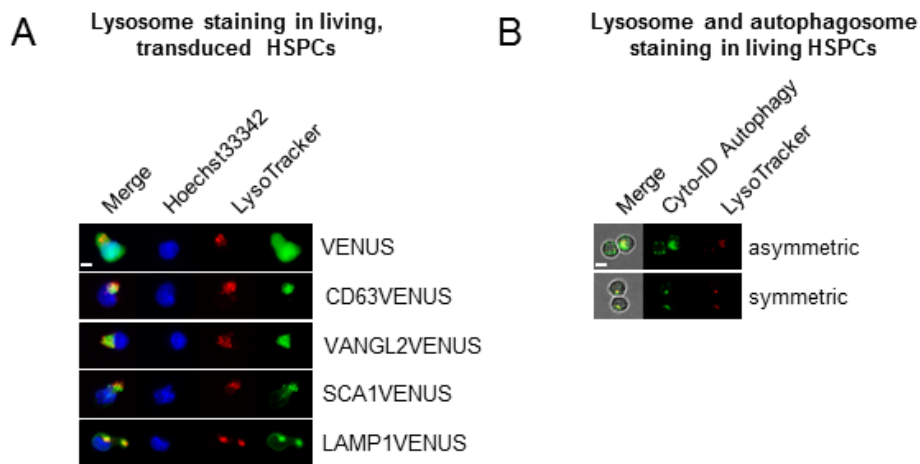 A
Lysosome staining in living,
transduced HSPCs
Merge
Hoechst33342
LysoTracker
VENUS
CD63VENUS
VANGL2VENUS
SCA1VENUS
LAMP1VENUS
B
Lysosome and autophagosome
staining in living HSPCs
Merge
Cyto-ID Autophagy
LysoTracker
asymmetric
symmetric